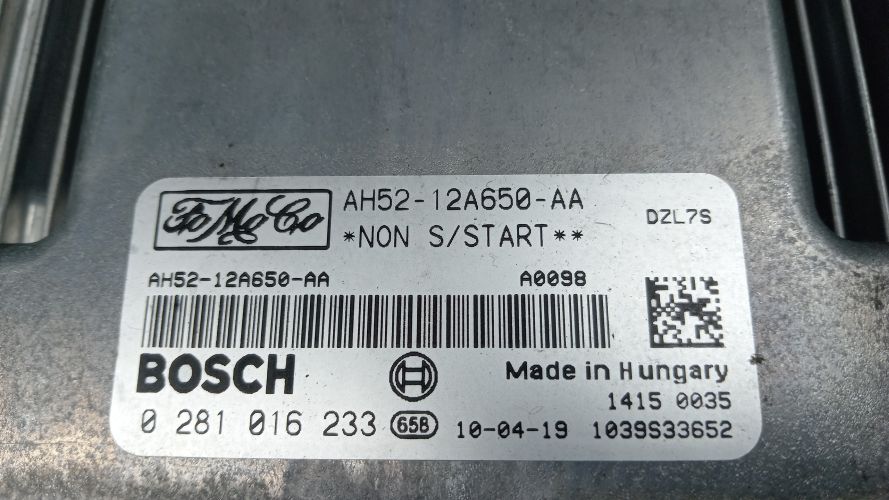 FoMoCo
AH52-12A650-AA
*NON S/START**
DZL7S
AH52-12A650-AA A0098
BOSCH
Made in Hungary
1415 0035
0 281 016 233 65B 10-04-19 1039S33652